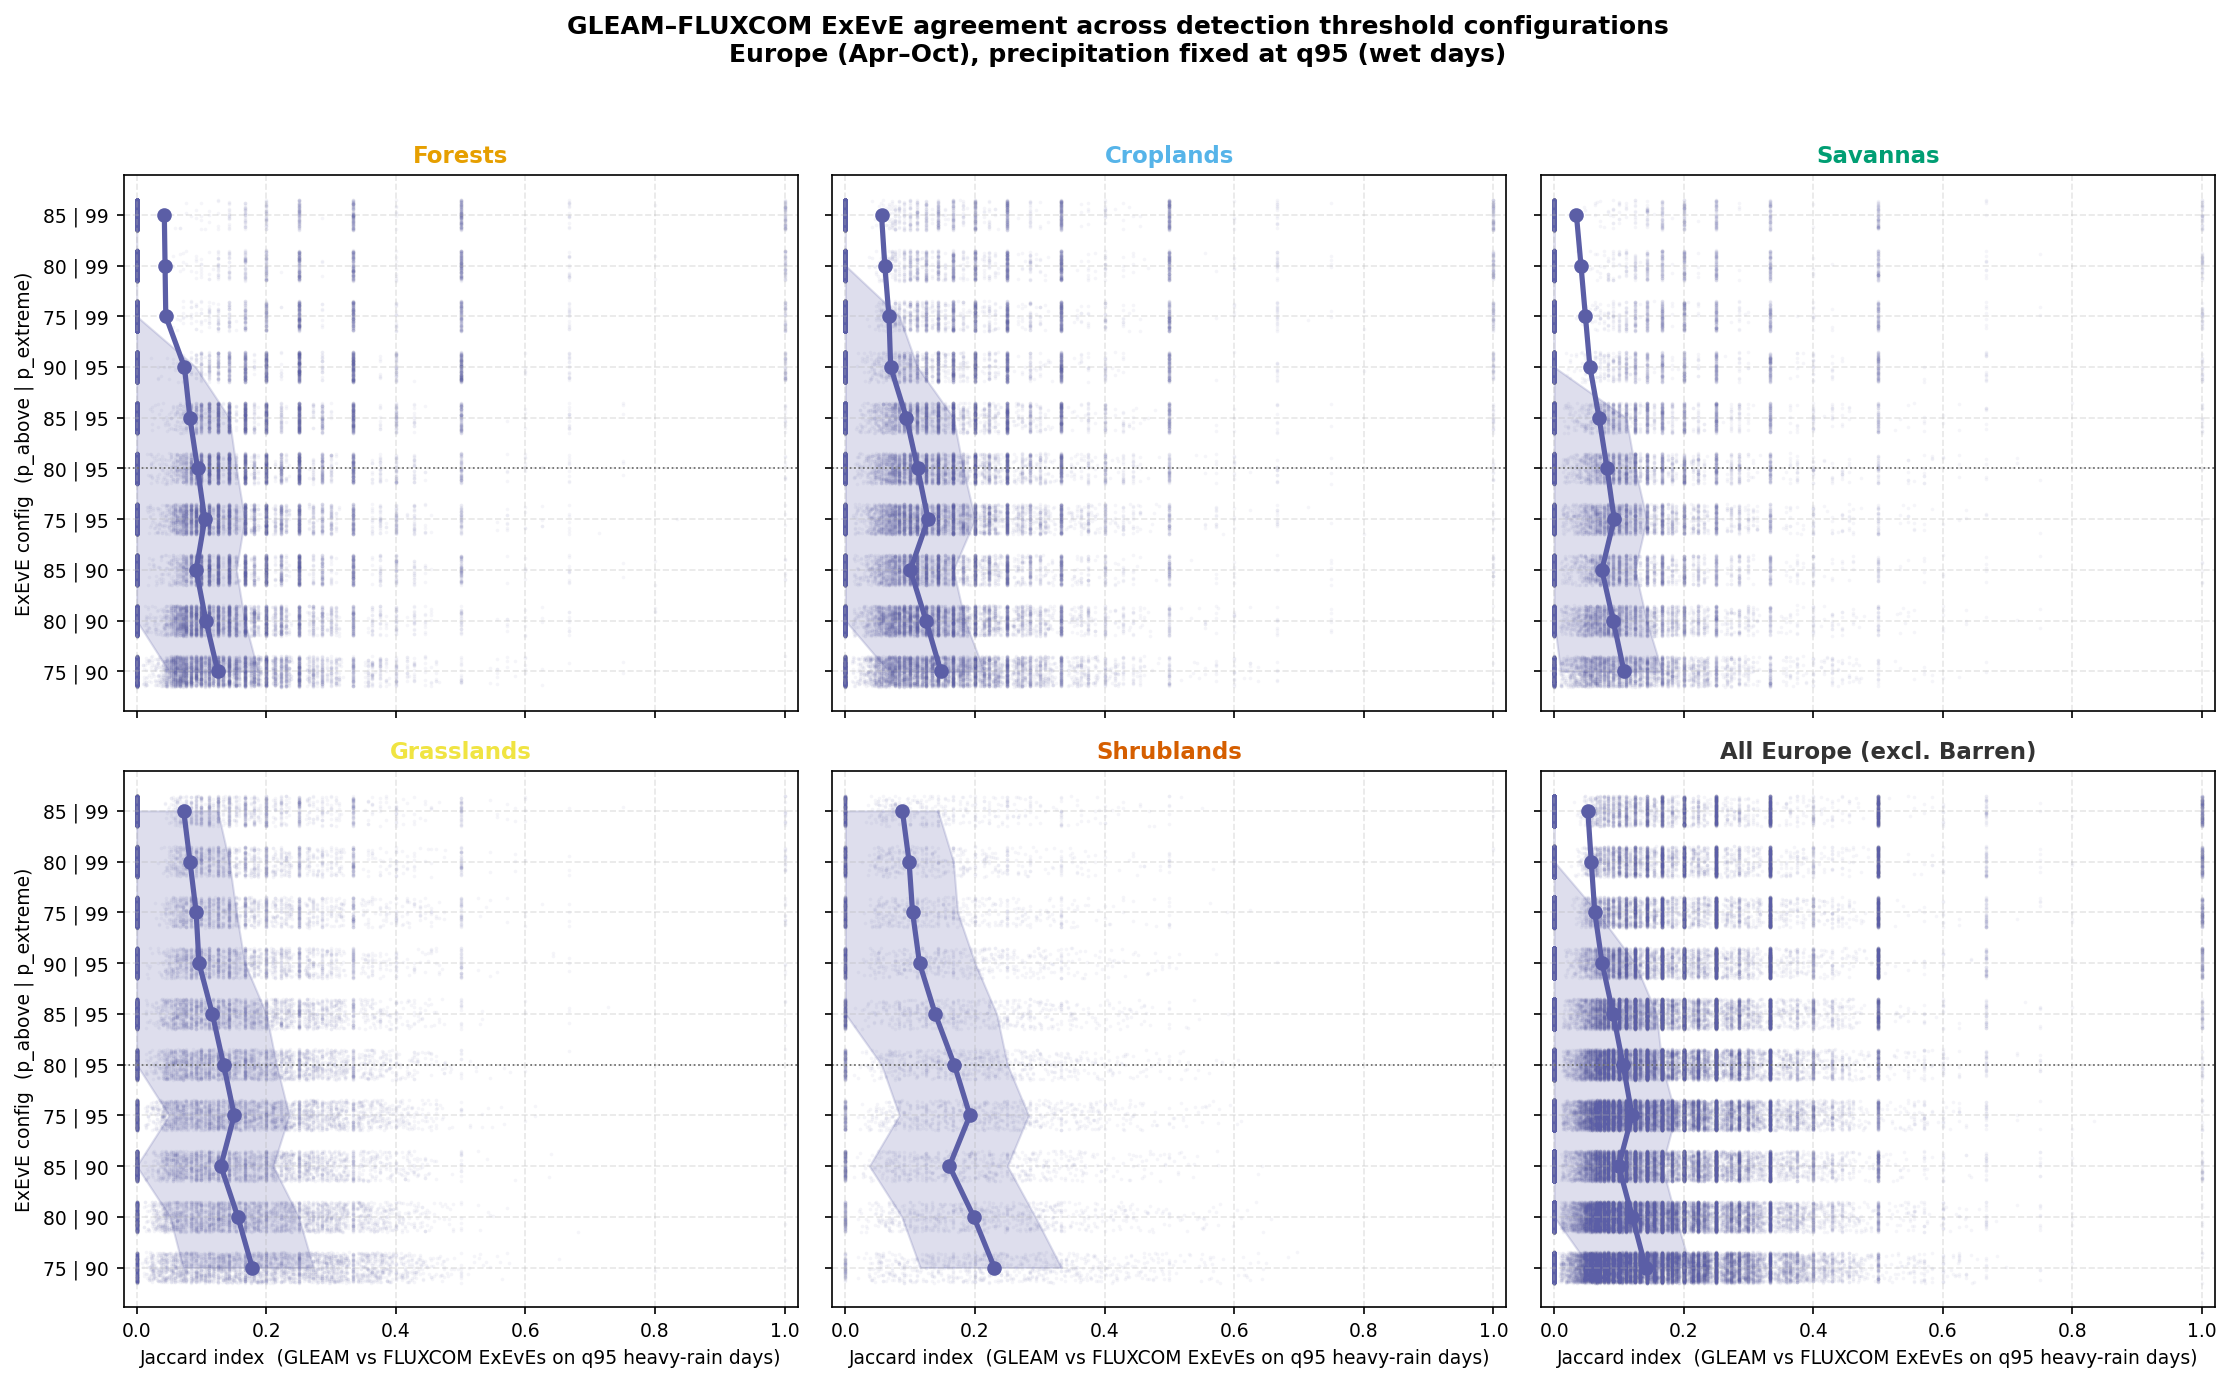 GLEAM–FLUXCOM ExEvE agreement across detection threshold configurations
Europe (Apr–Oct), precipitation fixed at q95 (wet days)
Forests
Croplands
Savannas
ExEvE config  (p_above | p_extreme)
85 | 99
80 | 99
75 | 99
90 | 95
85 | 95
80 | 95
75 | 95
85 | 90
80 | 90
75 | 90
Grasslands
Shrublands
All Europe (excl. Barren)
ExEvE config  (p_above | p_extreme)
85 | 99
80 | 99
75 | 99
90 | 95
85 | 95
80 | 95
75 | 95
85 | 90
80 | 90
75 | 90
0.0 0.2 0.4 0.6 0.8 1.0
0.0 0.2 0.4 0.6 0.8 1.0
0.0 0.2 0.4 0.6 0.8 1.0
Jaccard index  (GLEAM vs FLUXCOM ExEvEs on q95 heavy-rain days)
Jaccard index  (GLEAM vs FLUXCOM ExEvEs on q95 heavy-rain days)
Jaccard index  (GLEAM vs FLUXCOM ExEvEs on q95 heavy-rain days)